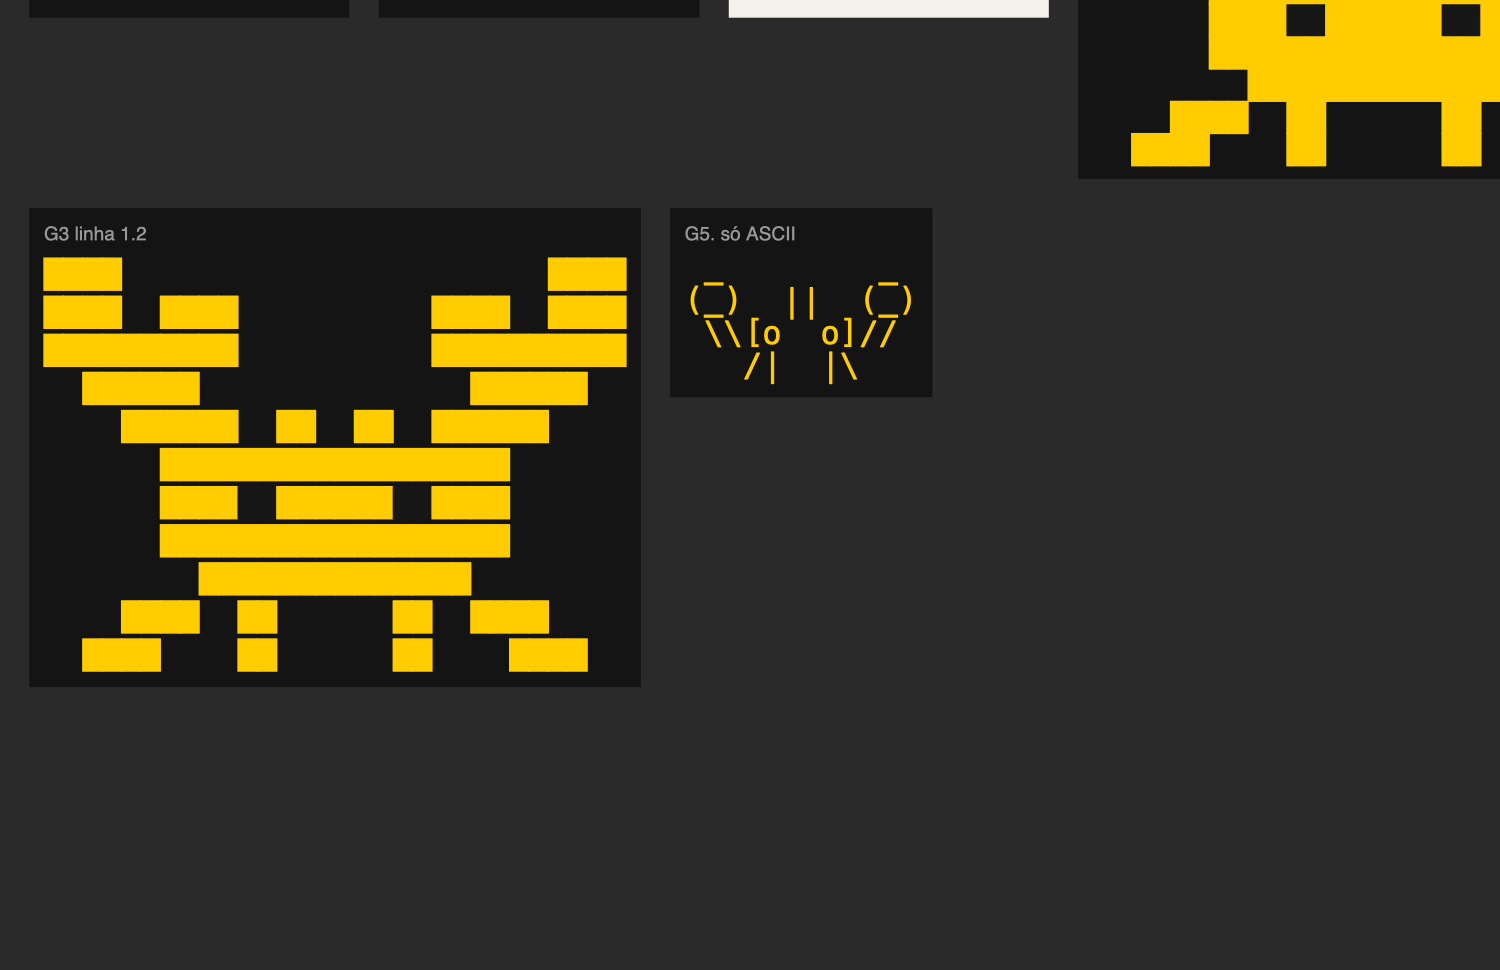 G3 linha 1.2
G5. só ASCII
 _       _
(_)  ||  (_)
 \\[o  o]//
   /|  |\